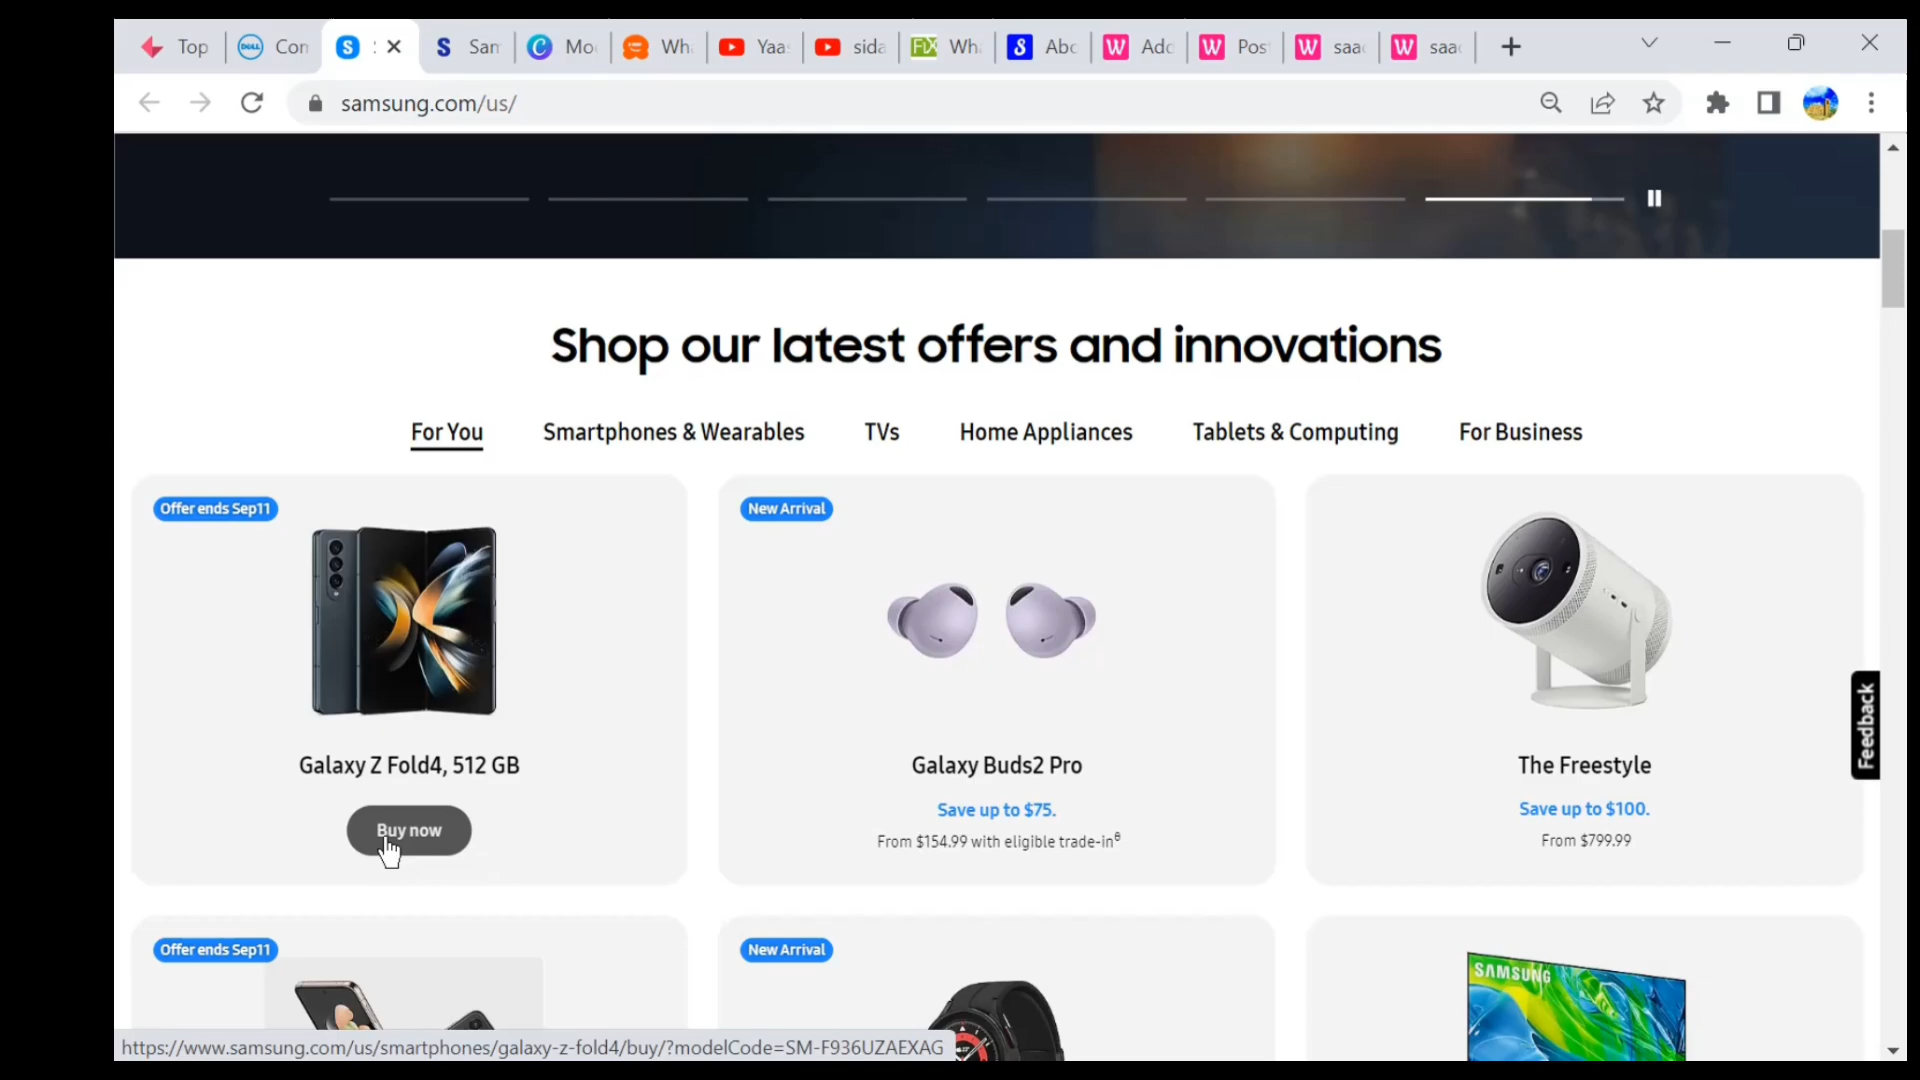 Top
Con
Sam
Mo
Wh
Yaa
sida
Wh
Abc
Adc
Pos
saa
saa
samsung.com/us/
Shop our latest offers and innovations
For You
Smartphones & Wearables
TVs
Home Appliances
Tablets & Computing
For Business
Offer ends Sep11
Galaxy Z Fold4, 512 GB
Buy now
New Arrival
Galaxy Buds2 Pro
Save up to $75.
From $154.99 with eligible trade-inᶿ
The Freestyle
Save up to $100.
From $799.99
Feedback
Offer ends Sep11
New Arrival
SAMSUNG
https://www.samsung.com/us/smartphones/galaxy-z-fold4/buy/?modelCode=SM-F936UZAEXAG